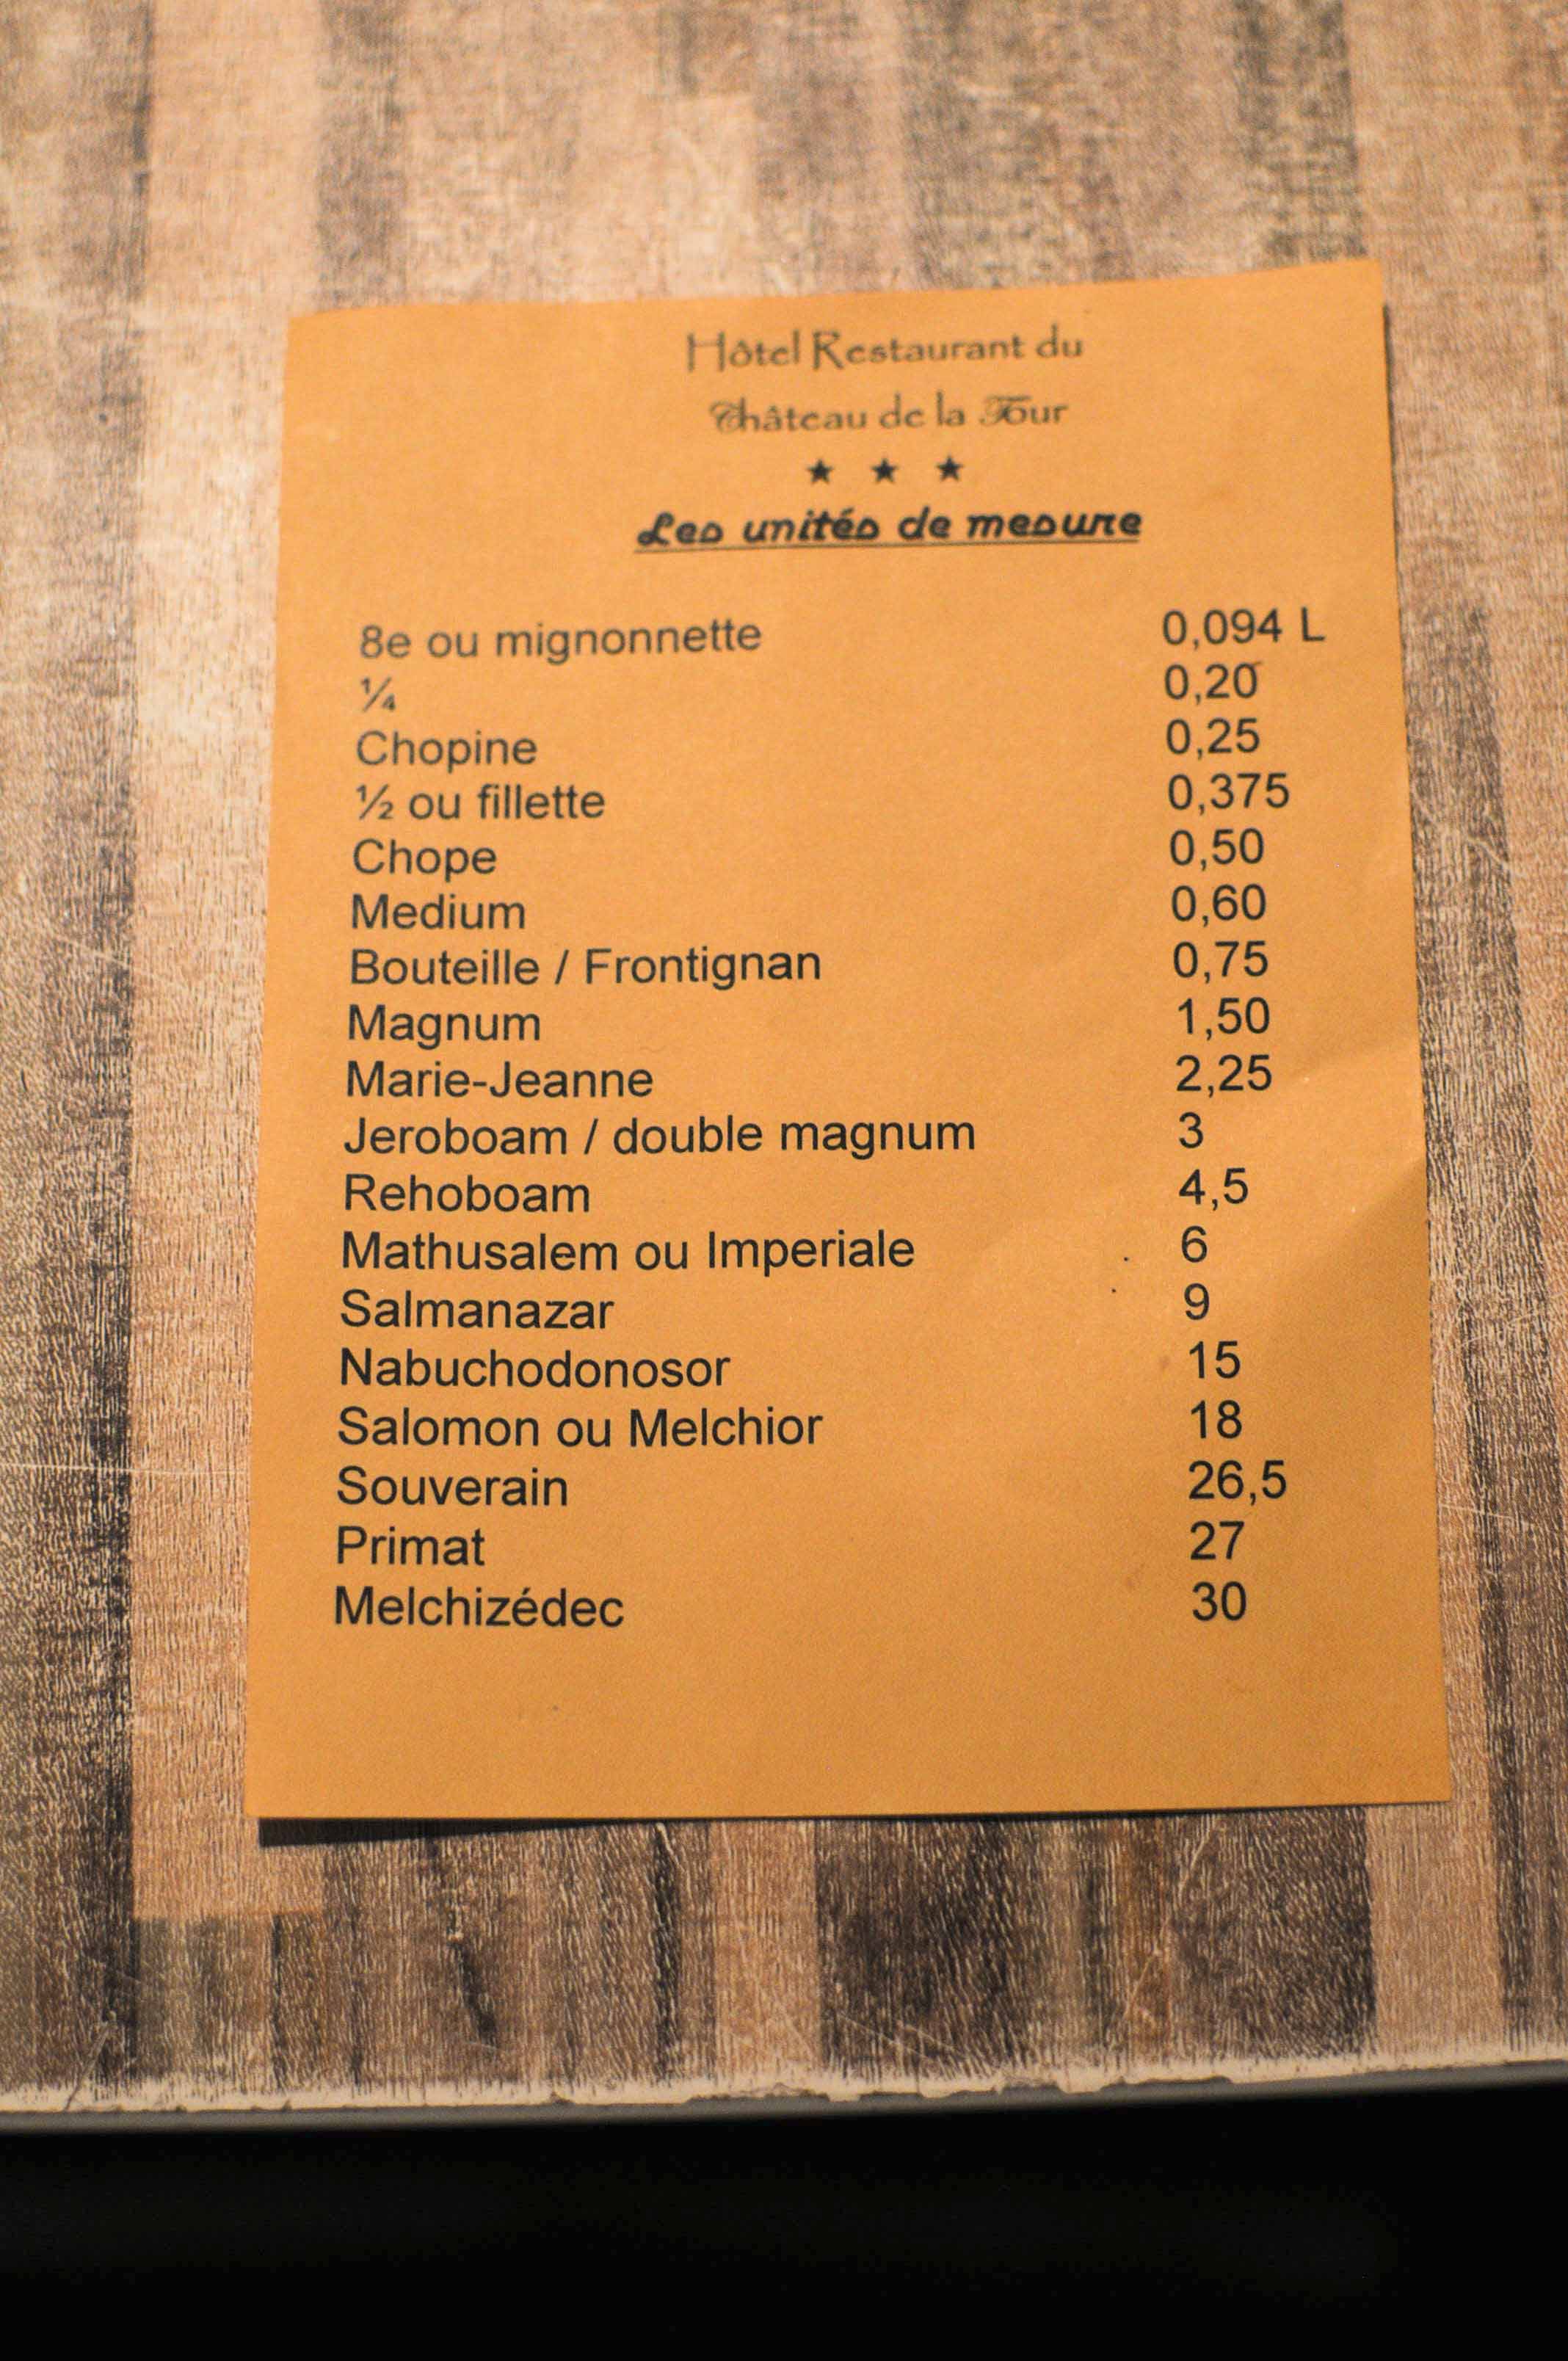 Hôtel Restaurant du
Château de la Tour
★ ★ ★
Les unités de mesure
8e ou mignonnette 0,094 L
¼ 0,20
Chopine 0,25
½ ou fillette 0,375
Chope 0,50
Medium 0,60
Bouteille / Frontignan 0,75
Magnum 1,50
Marie-Jeanne 2,25
Jeroboam / double magnum 3
Rehoboam 4,5
Mathusalem ou Imperiale 6
Salmanazar 9
Nabuchodonosor 15
Salomon ou Melchior 18
Souverain 26,5
Primat 27
Melchizédec 30